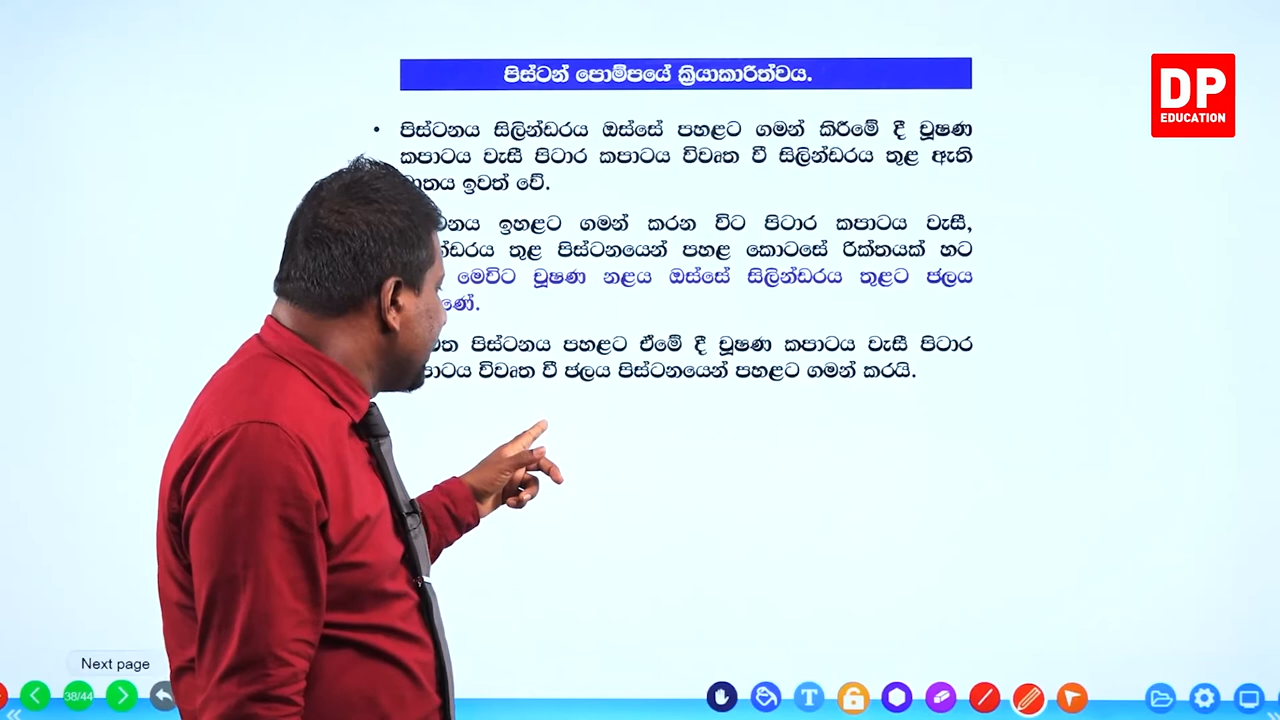 පිස්ටන් පොම්පයේ ක්‍රියාකාරිත්වය.
DP
EDUCATION
• පිස්ටනය සිලින්ඩරය ඔස්සේ පහළට ගමන් කිරීමේ දී චූෂණ
කපාටය වැසී පිටාර කපාටය විවෘත වී සිලින්ඩරය තුළ ඇති
ඉවත් වේ.
ඉහළට ගමන් කරන විට පිටාර කපාටය වැසී,
තුළ පිස්ටනයෙන් පහළ කොටසේ රික්තයක් හට
මෙවිට චූෂණ නළය ඔස්සේ සිලින්ඩරය තුළට ජලය
පිස්ටනය පහළට ඒමේ දී චූෂණ කපාටය වැසී පිටාර
විවෘත වී ජලය පිස්ටනයෙන් පහළට ගමන් කරයි.
Next page
38/44
T